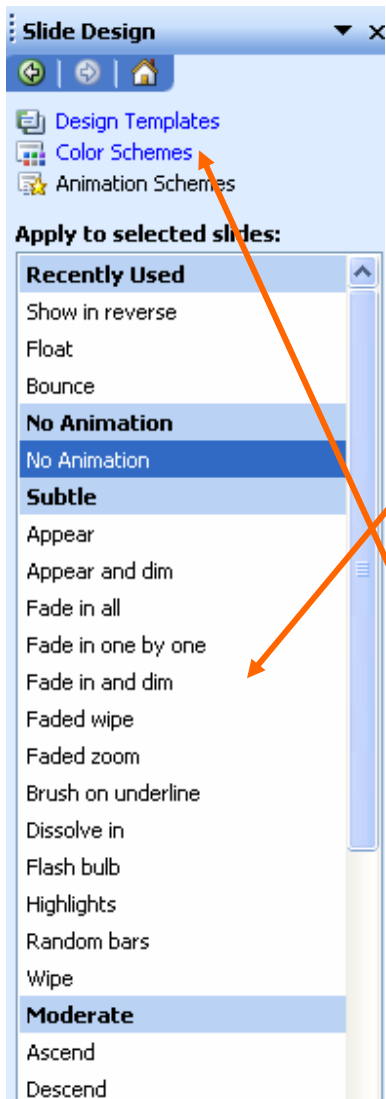 Slide Design
Design Templates
Color Schemes
Animation Schemes
Apply to selected slides:
Recently Used
Show in reverse
Float
Bounce
No Animation
No Animation
Subtle
Appear
Appear and dim
Fade in all
Fade in one by one
Fade in and dim
Faded wipe
Faded zoom
Brush on underline
Dissolve in
Flash bulb
Highlights
Random bars
Wipe
Moderate
Ascend
Descend